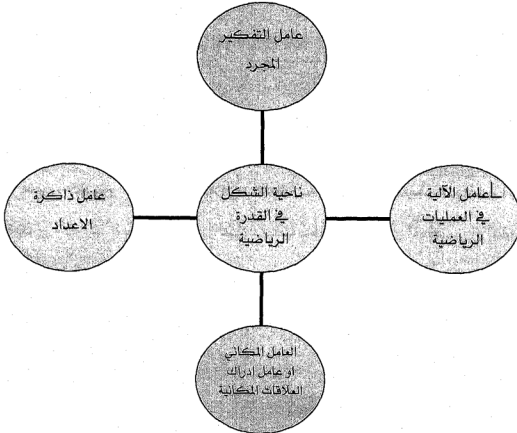 عامل التفكير
المجرد
عامل الآلية
في العمليات
الرياضية
ناحية الشكل
في القدرة
الرياضية
عامل ذاكرة
الاعداد
العامل المكاني
او عامل ادراك
العلاقات المكانية